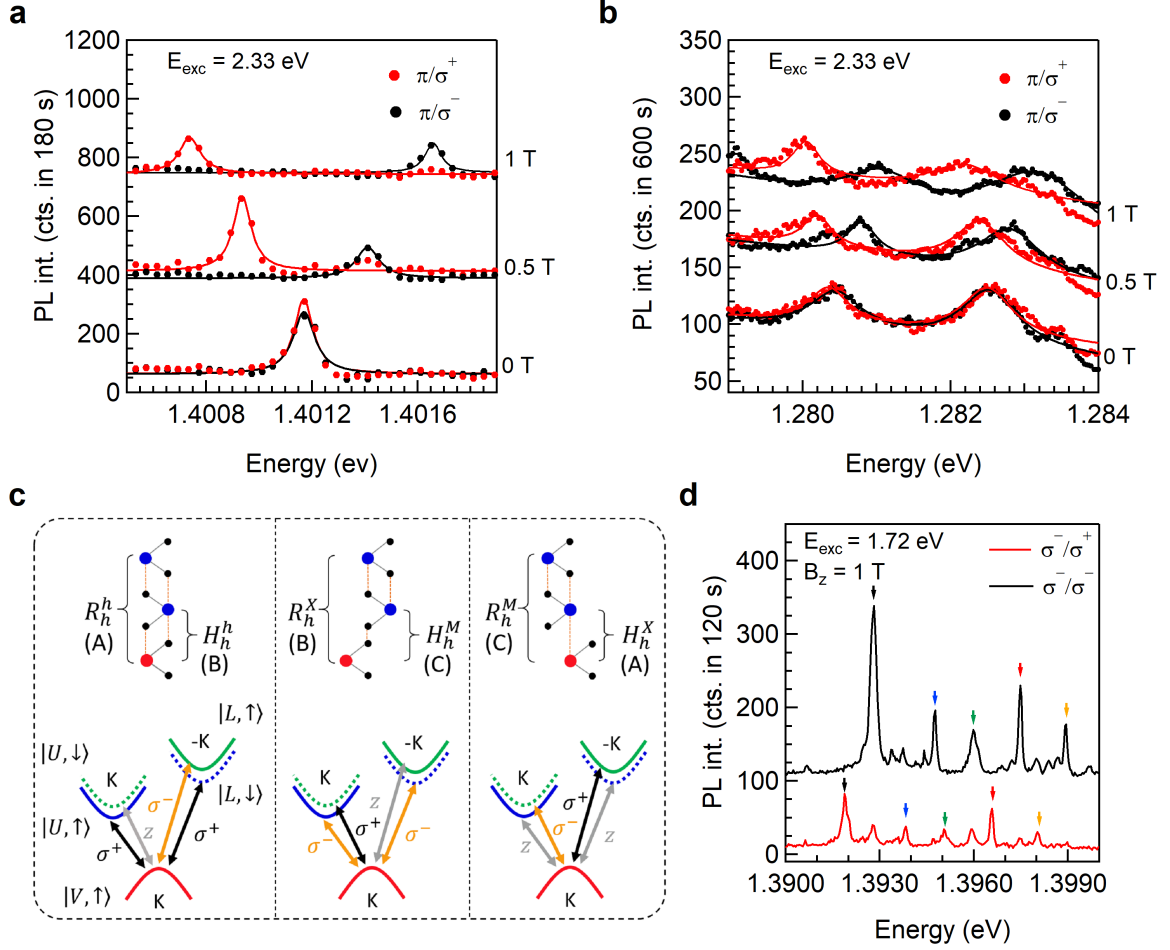 a
PL int. (cts. in 180 s)
1200
1000
800
600
400
200
0
E_exc = 2.33 eV
π/σ⁺
π/σ⁻
1 T
0.5 T
0 T
1.4008
1.4012
1.4016
Energy (ev)
b
PL int. (cts. in 600 s)
350
300
250
200
150
100
50
E_exc = 2.33 eV
π/σ⁺
π/σ⁻
1 T
0.5 T
0 T
1.280
1.282
1.284
Energy (eV)
c
R_h^h
(A)
H_h^h
(B)
R_h^X
(B)
H_h^M
(C)
R_h^M
(C)
H_h^X
(A)
|L,↑⟩
-K
|U,↓⟩
K
|L,↓⟩
|U,↑⟩
σ⁻
z
σ⁺
σ⁺
|V,↑⟩
K
-K
K
z
σ⁺
σ⁻
σ⁻
K
-K
K
σ⁺
σ⁻
z
z
K
d
PL int. (cts. in 120 s)
400
300
200
100
0
E_exc = 1.72 eV
B_z = 1 T
σ⁻/σ⁺
σ⁻/σ⁻
1.3900
1.3930
1.3960
1.3990
Energy (eV)